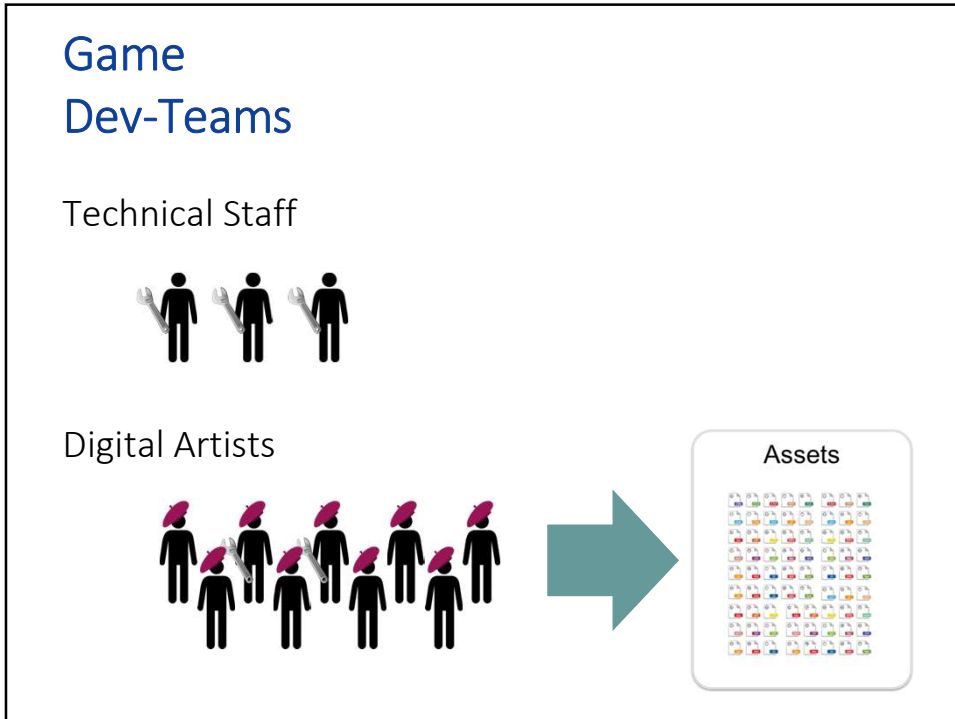 Game
Dev-Teams
Technical Staff
Digital Artists
Assets